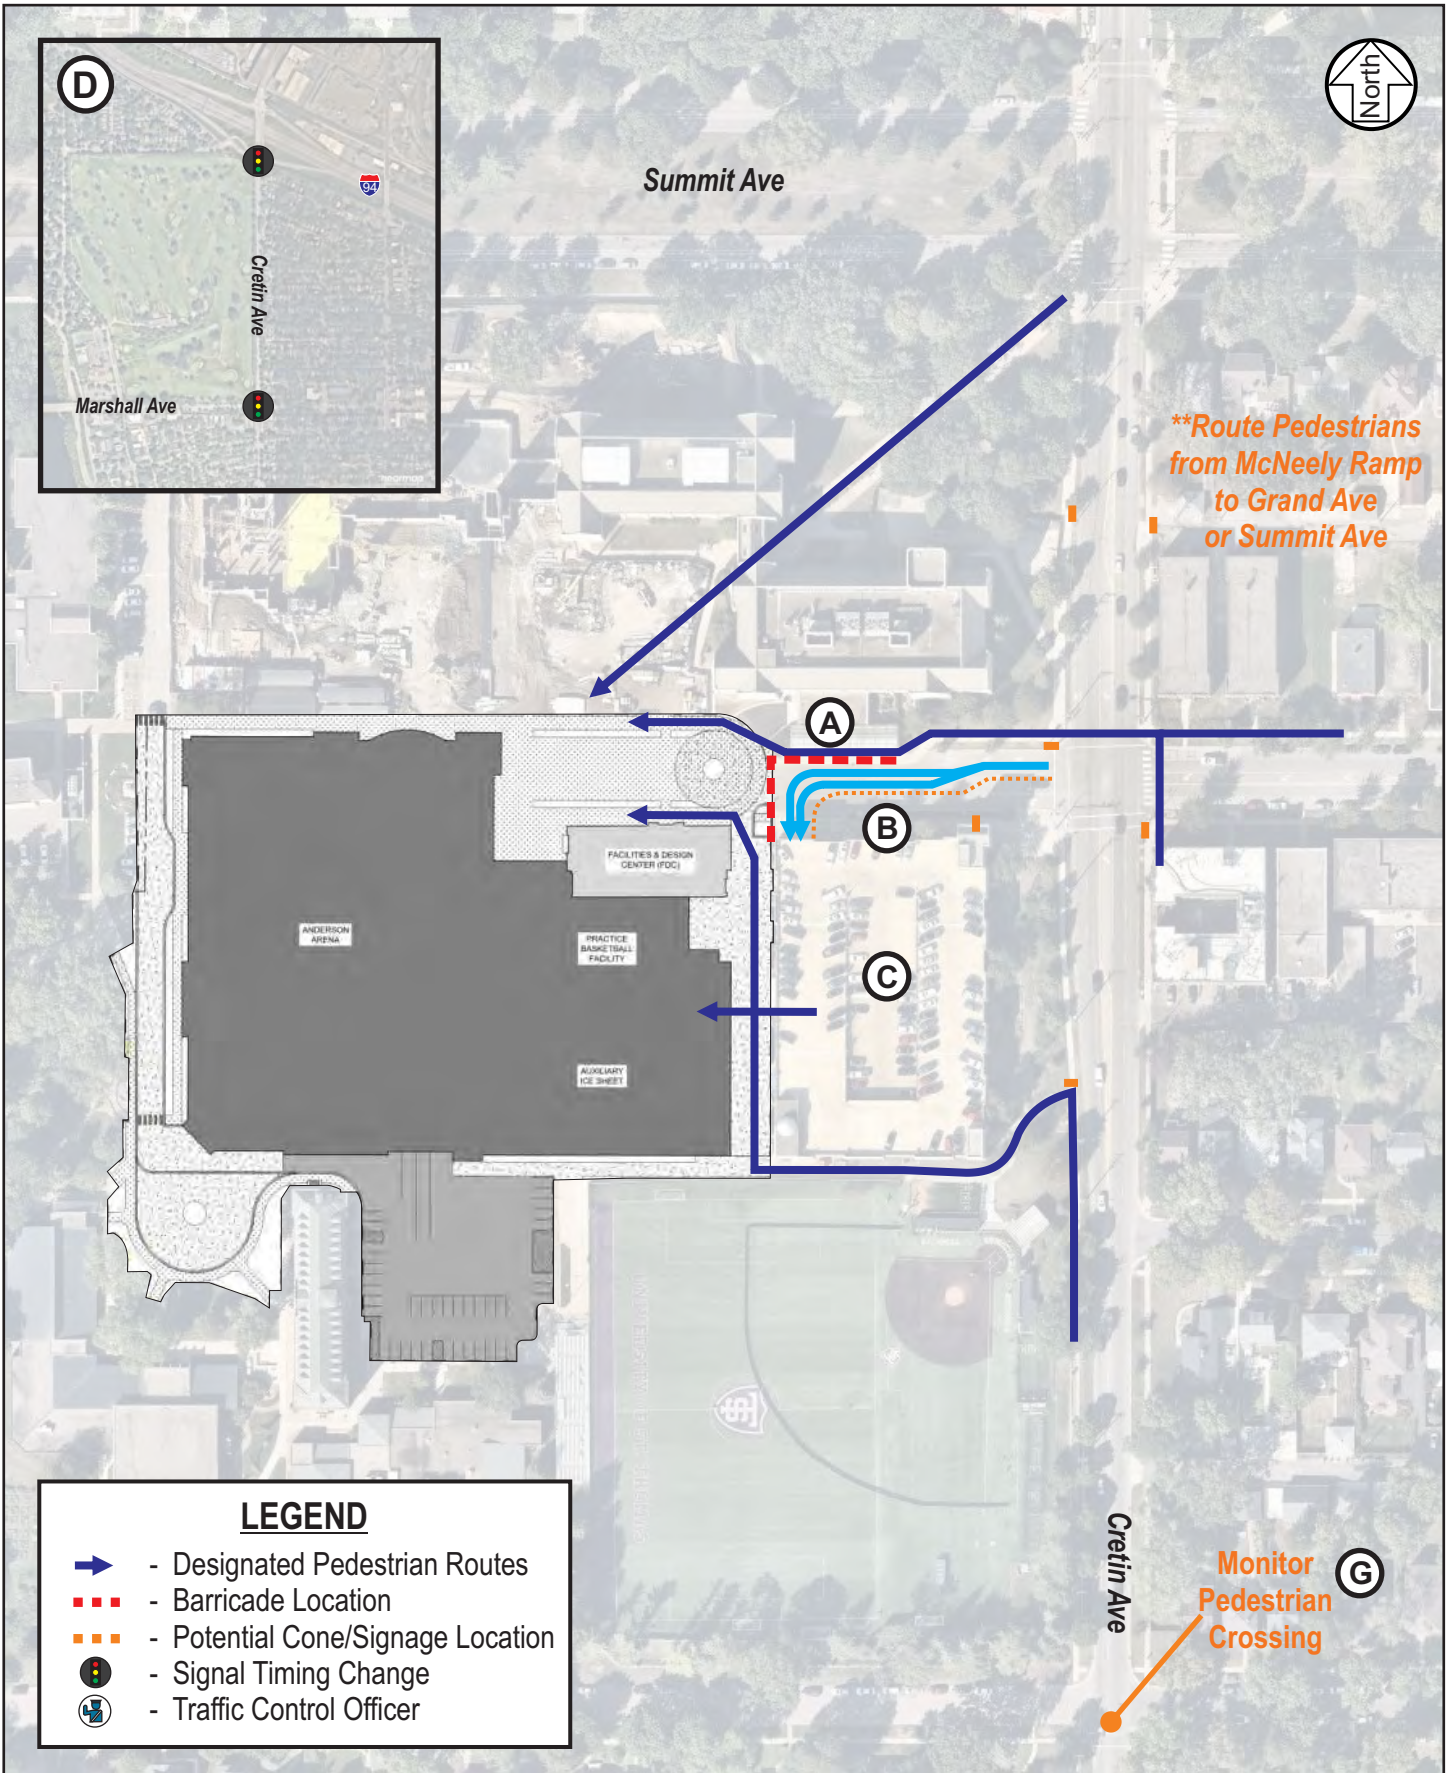 D
94
Cretin Ave
Marshall Ave
North
Summit Ave
**Route Pedestrians
from McNeely Ramp
to Grand Ave
or Summit Ave
A
B
C
FACILITIES & DESIGN
CENTER (FDC)
ANDERSON
ARENA
PRACTICE
BASKETBALL
FACILITY
AUXILIARY
ICE SHEET
Cretin Ave
Monitor
Pedestrian
Crossing
G
LEGEND
- Designated Pedestrian Routes
- Barricade Location
- Potential Cone/Signage Location
- Signal Timing Change
- Traffic Control Officer